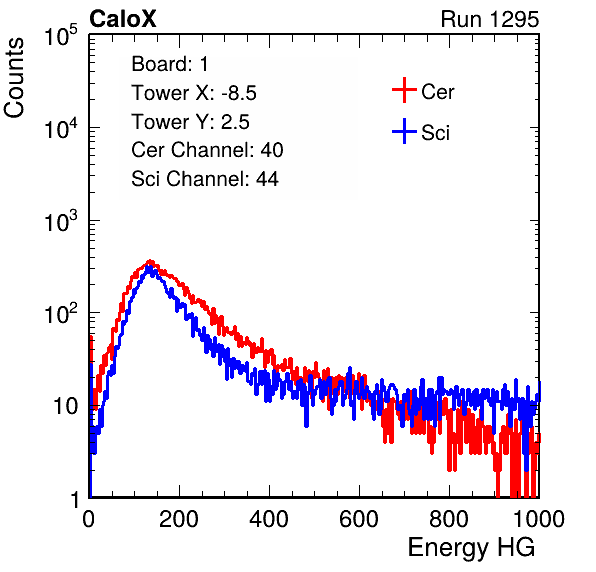 CaloX Run 1295
Counts
Board: 1
Tower X: -8.5
Tower Y: 2.5
Cer Channel: 40
Sci Channel: 44
Cer
Sci
10^5
10^4
10^3
10^2
10
1
0 200 400 600 800 1000
Energy HG